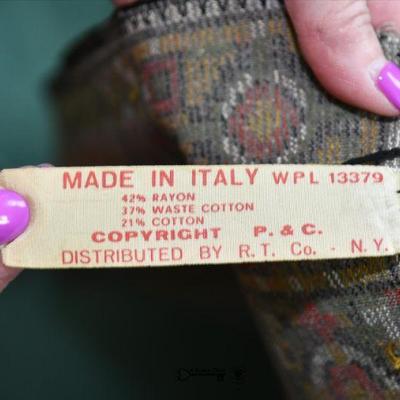 MADE IN ITALY WPL 13379
42% RAYON
37% WASTE COTTON
21% COTTON
COPYRIGHT P. & C.
DISTRIBUTED BY R. T. Co. - N. Y.